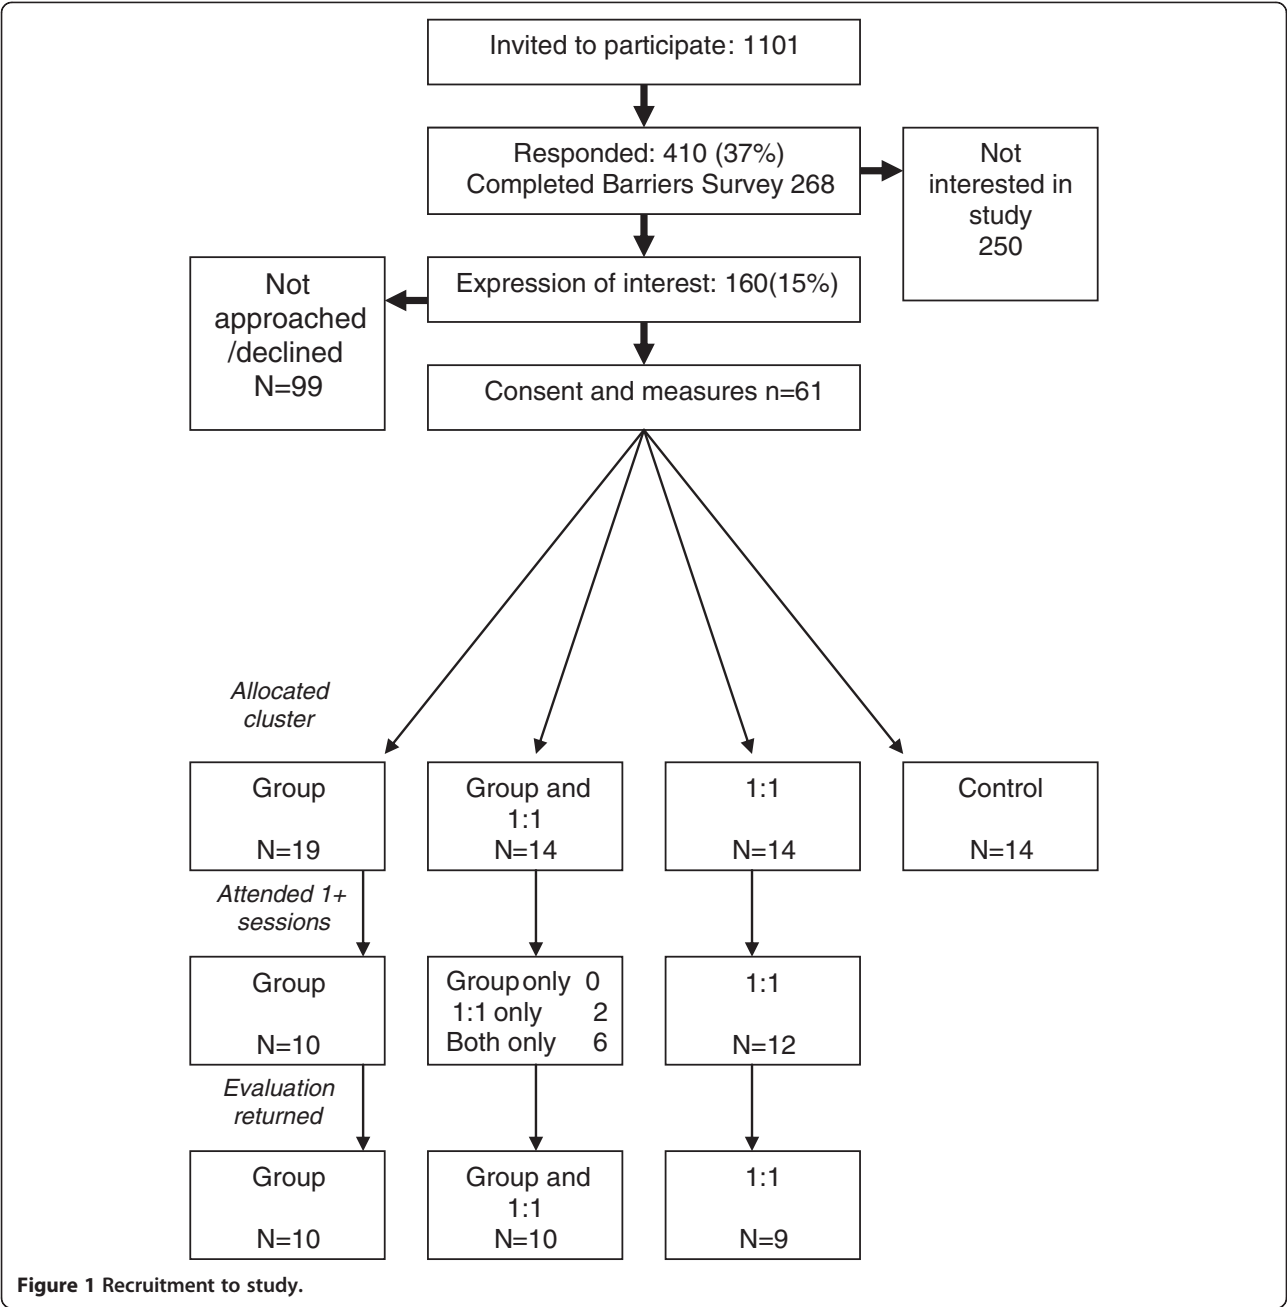 Invited to participate: 1101
Responded: 410 (37%)
Completed Barriers Survey 268
Not
interested in
study
250
Expression of interest: 160(15%)
Not
approached
/declined
N=99
Consent and measures n=61
Allocated
cluster
Group
N=19
Group and
1:1
N=14
1:1
N=14
Control
N=14
Attended 1+
sessions
Group
N=10
Group only 0
1:1 only 2
Both only 6
1:1
N=12
Evaluation
returned
Group
N=10
Group and
1:1
N=10
1:1
N=9
Figure 1 Recruitment to study.